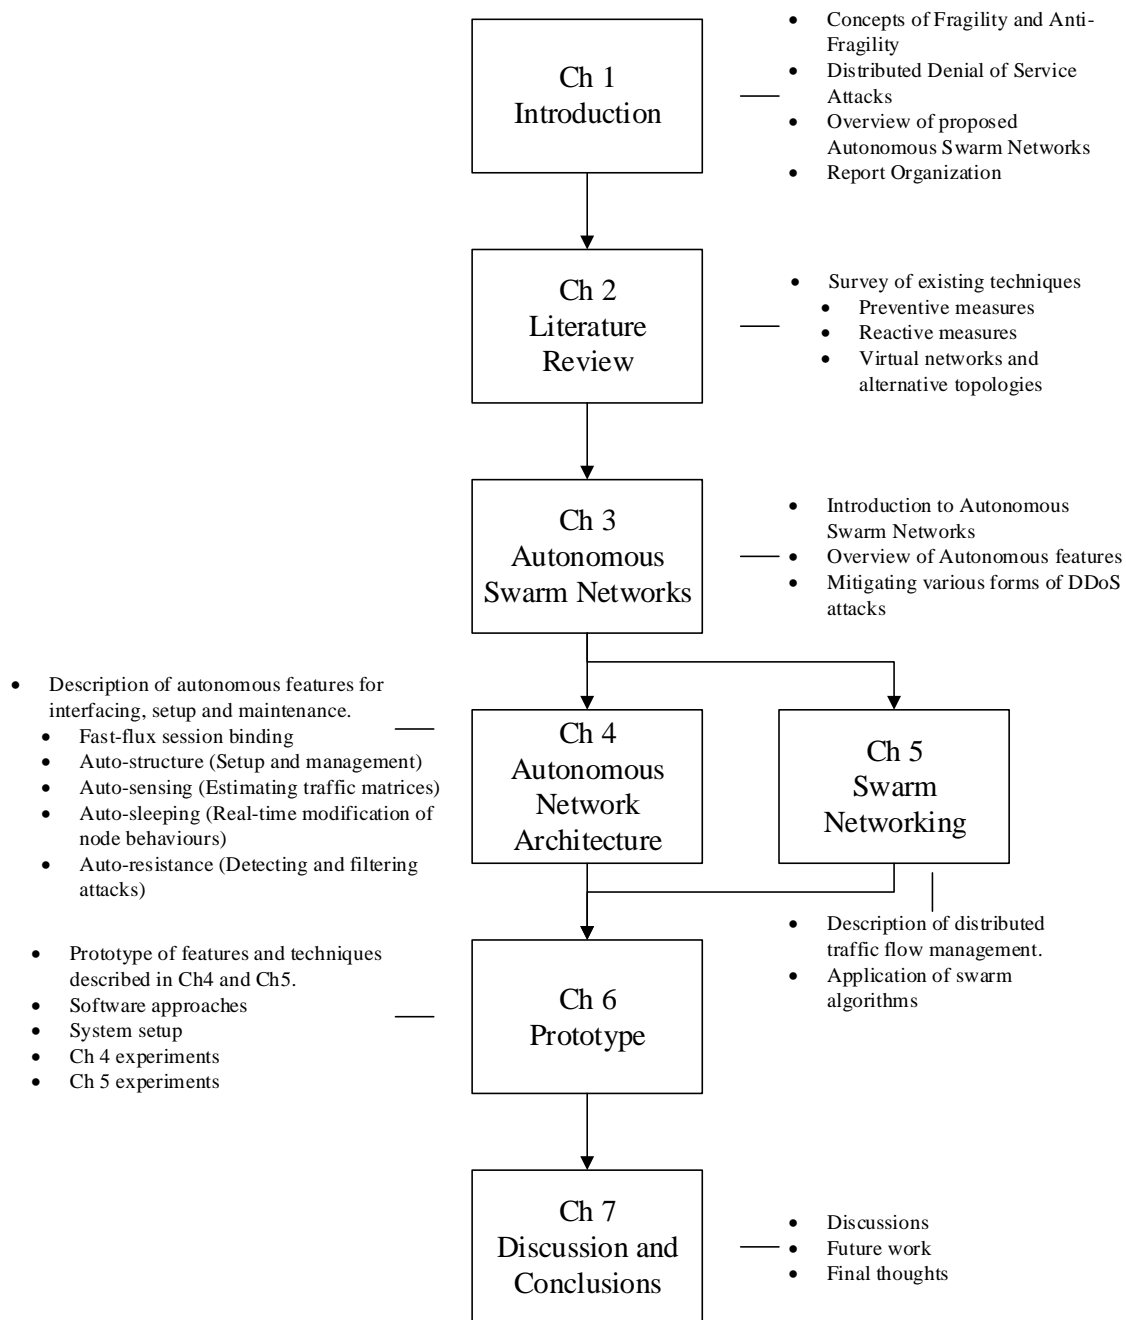 Ch 1
Introduction
• Concepts of Fragility and Anti-
Fragility
• Distributed Denial of Service
Attacks
• Overview of proposed
Autonomous Swarm Networks
• Report Organization
Ch 2
Literature
Review
• Survey of existing techniques
• Preventive measures
• Reactive measures
• Virtual networks and
alternative topologies
Ch 3
Autonomous
Swarm Networks
• Introduction to Autonomous
Swarm Networks
• Overview of Autonomous features
• Mitigating various forms of DDoS
attacks
• Description of autonomous features for
interfacing, setup and maintenance.
• Fast-flux session binding
• Auto-structure (Setup and management)
• Auto-sensing (Estimating traffic matrices)
• Auto-sleeping (Real-time modification of
node behaviours)
• Auto-resistance (Detecting and filtering
attacks)
Ch 4
Autonomous
Network
Architecture
Ch 5
Swarm
Networking
• Description of distributed
traffic flow management.
• Application of swarm
algorithms
• Prototype of features and techniques
described in Ch4 and Ch5.
• Software approaches
• System setup
• Ch 4 experiments
• Ch 5 experiments
Ch 6
Prototype
Ch 7
Discussion and
Conclusions
• Discussions
• Future work
• Final thoughts